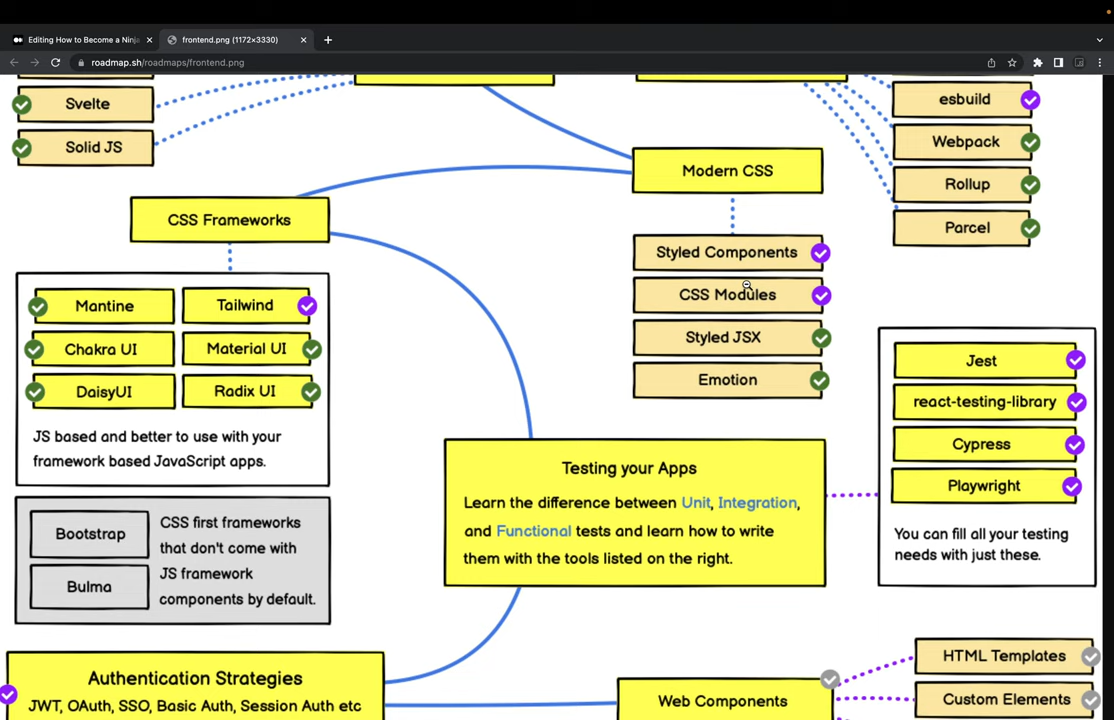 Editing How to Become a Ninja
frontend.png (1172×3330)
roadmap.sh/roadmaps/frontend.png
Svelte
Solid JS
esbuild
Webpack
Rollup
Parcel
Modern CSS
CSS Frameworks
Styled Components
CSS Modules
Styled JSX
Emotion
Mantine
Tailwind
Chakra UI
Material UI
DaisyUI
Radix UI
JS based and better to use with your
framework based JavaScript apps.
Jest
react-testing-library
Cypress
Playwright
You can fill all your testing
needs with just these.
Testing your Apps
Learn the difference between Unit, Integration,
and Functional tests and learn how to write
them with the tools listed on the right.
Bootstrap
Bulma
CSS first frameworks
that don't come with
JS framework
components by default.
Authentication Strategies
JWT, OAuth, SSO, Basic Auth, Session Auth etc
Web Components
HTML Templates
Custom Elements